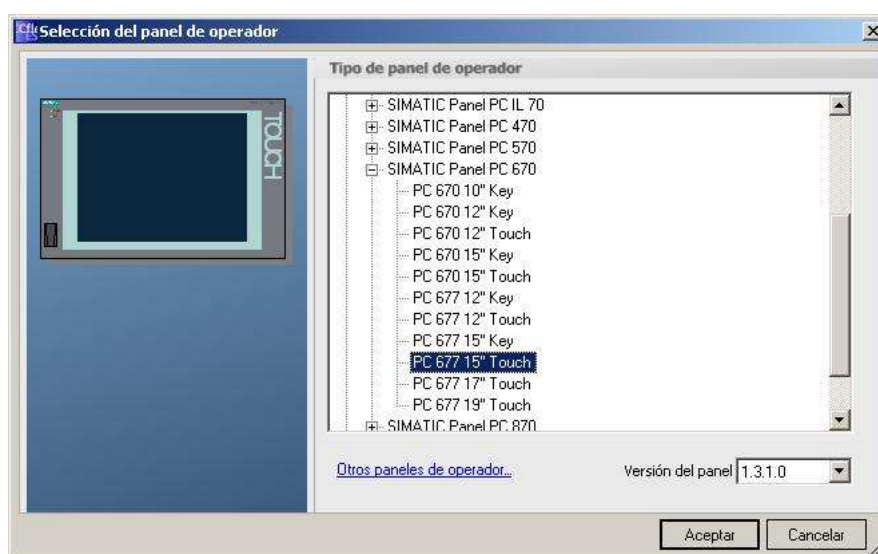 Selección del panel de operador
Tipo de panel de operador
TOUCH
SIMATIC Panel PC IL 70
SIMATIC Panel PC 470
SIMATIC Panel PC 570
SIMATIC Panel PC 670
PC 670 10" Key
PC 670 12" Key
PC 670 12" Touch
PC 670 15" Key
PC 670 15" Touch
PC 677 12" Key
PC 677 12" Touch
PC 677 15" Key
PC 677 15" Touch
PC 677 17" Touch
PC 677 19" Touch
SIMATIC Panel PC 870
Otros paneles de operador...
Versión del panel 1.3.1.0
Aceptar
Cancelar